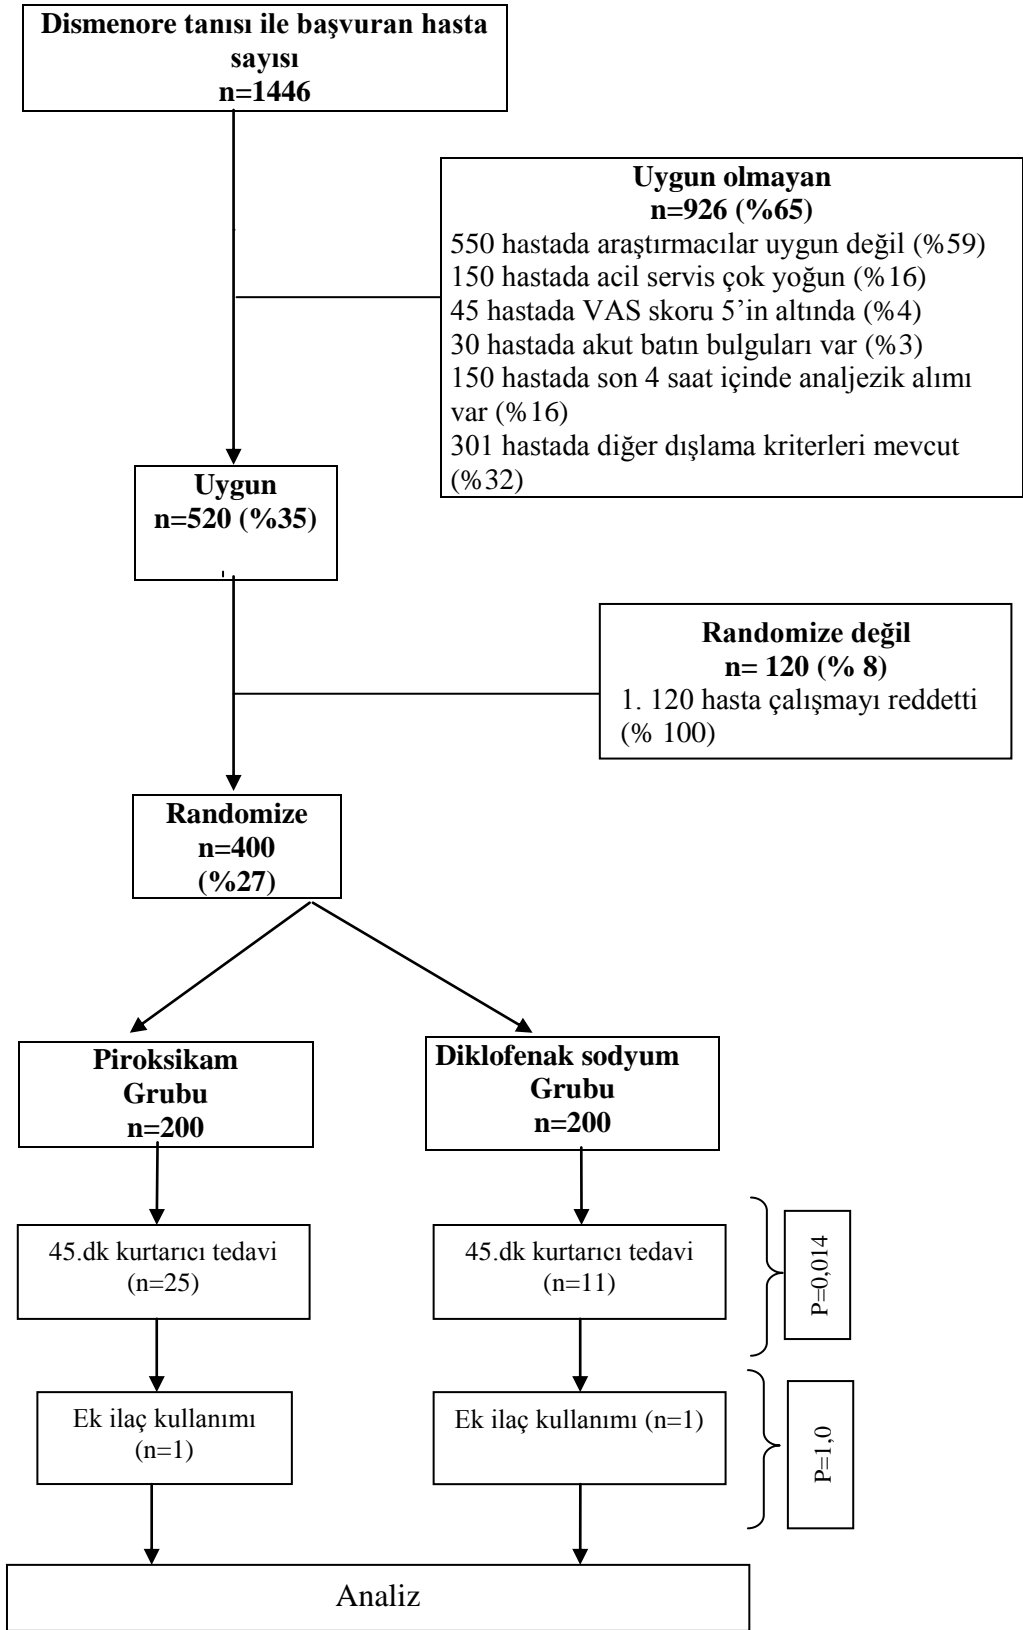 Dismenore tanısı ile başvuran hasta
sayısı
n=1446
Uygun olmayan
n=926 (%65)
550 hastada araştırmacılar uygun değil (%59)
150 hastada acil servis çok yoğun (%16)
45 hastada VAS skoru 5’in altında (%4)
30 hastada akut batın bulguları var (%3)
150 hastada son 4 saat içinde analjezik alımı
var (%16)
301 hastada diğer dışlama kriterleri mevcut
(%32)
Uygun
n=520 (%35)
Randomize değil
n= 120 (% 8)
1. 120 hasta çalışmayı reddetti
(% 100)
Randomize
n=400
(%27)
Piroksikam
Grubu
n=200
Diklofenak sodyum
Grubu
n=200
45.dk kurtarıcı tedavi
(n=25)
45.dk kurtarıcı tedavi
(n=11)
P=0,014
Ek ilaç kullanımı
(n=1)
Ek ilaç kullanımı (n=1)
P=1,0
Analiz